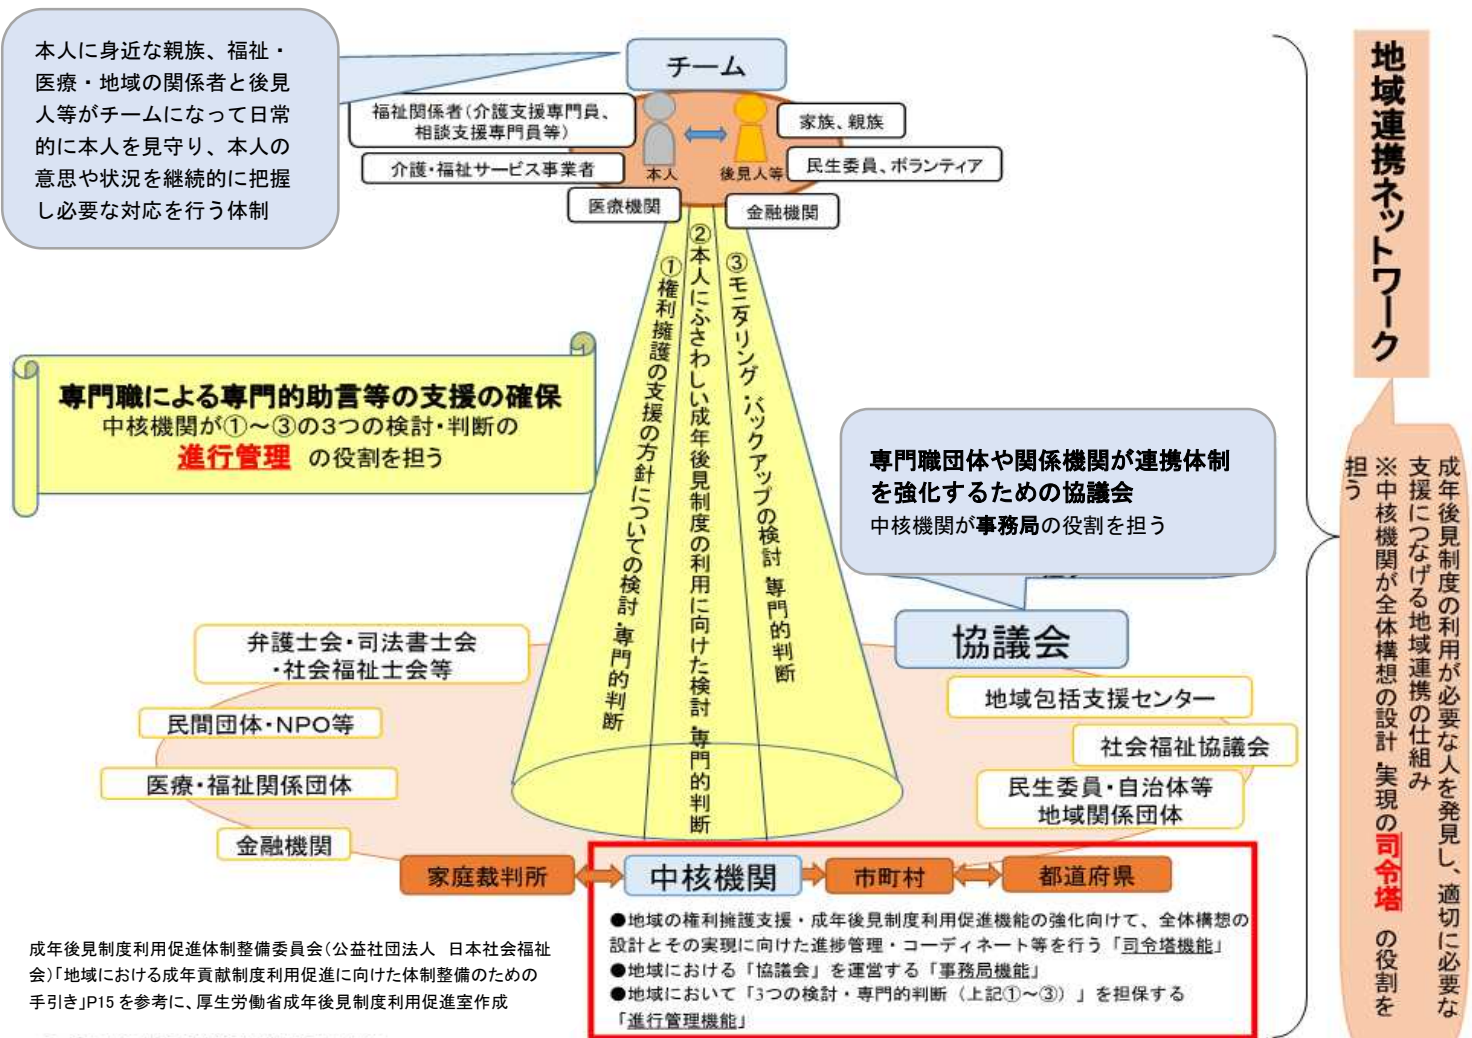 本人に身近な親族、福祉・
医療・地域の関係者と後見
人等がチームになって日常
的に本人を見守り、本人の
意思や状況を継続的に把握
し必要な対応を行う体制
チーム
福祉関係者(介護支援専門員、
相談支援専門員等)
介護・福祉サービス事業者
医療機関
本人
後見人等
家族、親族
民生委員、ボランティア
金融機関
①権利擁護の支援の方針についての検討・専門的判断
②本人にふさわしい成年後見制度の利用に向けた検討・専門的判断
③モニタリング・バックアップの検討・専門的判断
専門職による専門的助言等の支援の確保
中核機関が①～③の3つの検討・判断の
進行管理 の役割を担う
専門職団体や関係機関が連携体制
を強化するための協議会
中核機関が事務局の役割を担う
協議会
弁護士会・司法書士会
・社会福祉士会等
民間団体・NPO等
医療・福祉関係団体
金融機関
地域包括支援センター
社会福祉協議会
民生委員・自治体等
地域関係団体
家庭裁判所
中核機関
市町村
都道府県
●地域の権利擁護支援・成年後見制度利用促進機能の強化向けて、全体構想の
設計とその実現に向けた進捗管理・コーディネート等を行う「司令塔機能」
●地域における「協議会」を運営する「事務局機能」
●地域において「3つの検討・専門的判断（上記①～③）」を担保する
「進行管理機能」
成年後見制度利用促進体制整備委員会(公益社団法人 日本社会福祉
会)「地域における成年貢献制度利用促進に向けた体制整備のための
手引き」P15 を参考に、厚生労働省成年後見制度利用促進室作成
地域連携ネットワーク
成年後見制度の利用が必要な人を発見し、適切に必要な
支援につなげる地域連携の仕組み
※中核機関が全体構想の設計・実現の司令塔 の役割を
担う